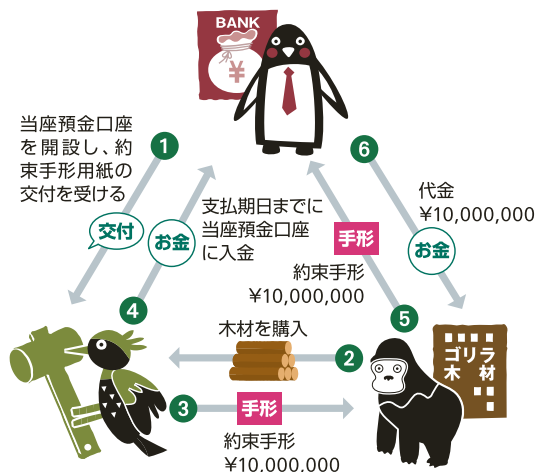 BANK
¥
当座預金口座
を開設し、約
束手形用紙の
交付を受ける
1
交付
6
代金
¥10,000,000
お金
支払期日までに
当座預金口座
に入金
お金
4
手形
約束手形
¥10,000,000
5
木材を購入
2
ゴリラ
木材
3
手形
約束手形
¥10,000,000